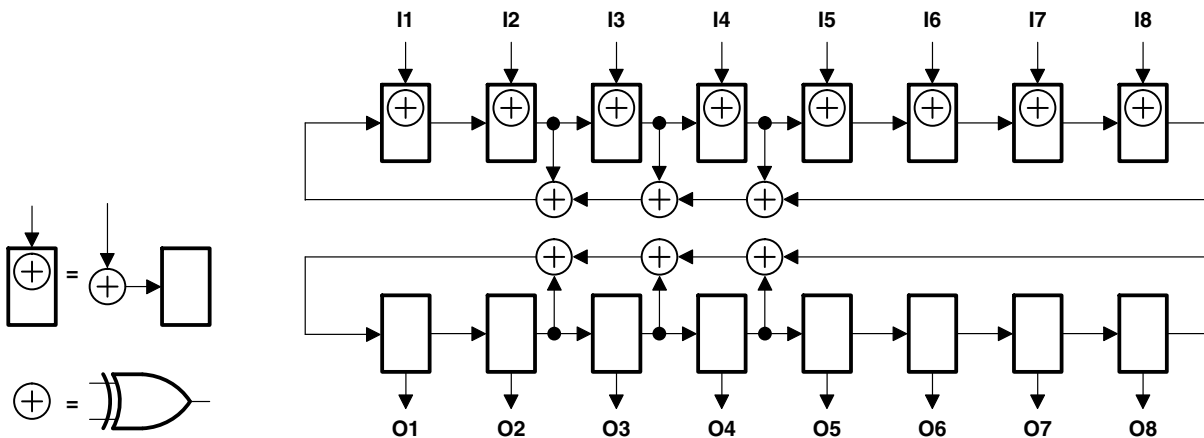 I1 I2 I3 I4 I5 I6 I7 I8
=
=
O1 O2 O3 O4 O5 O6 O7 O8